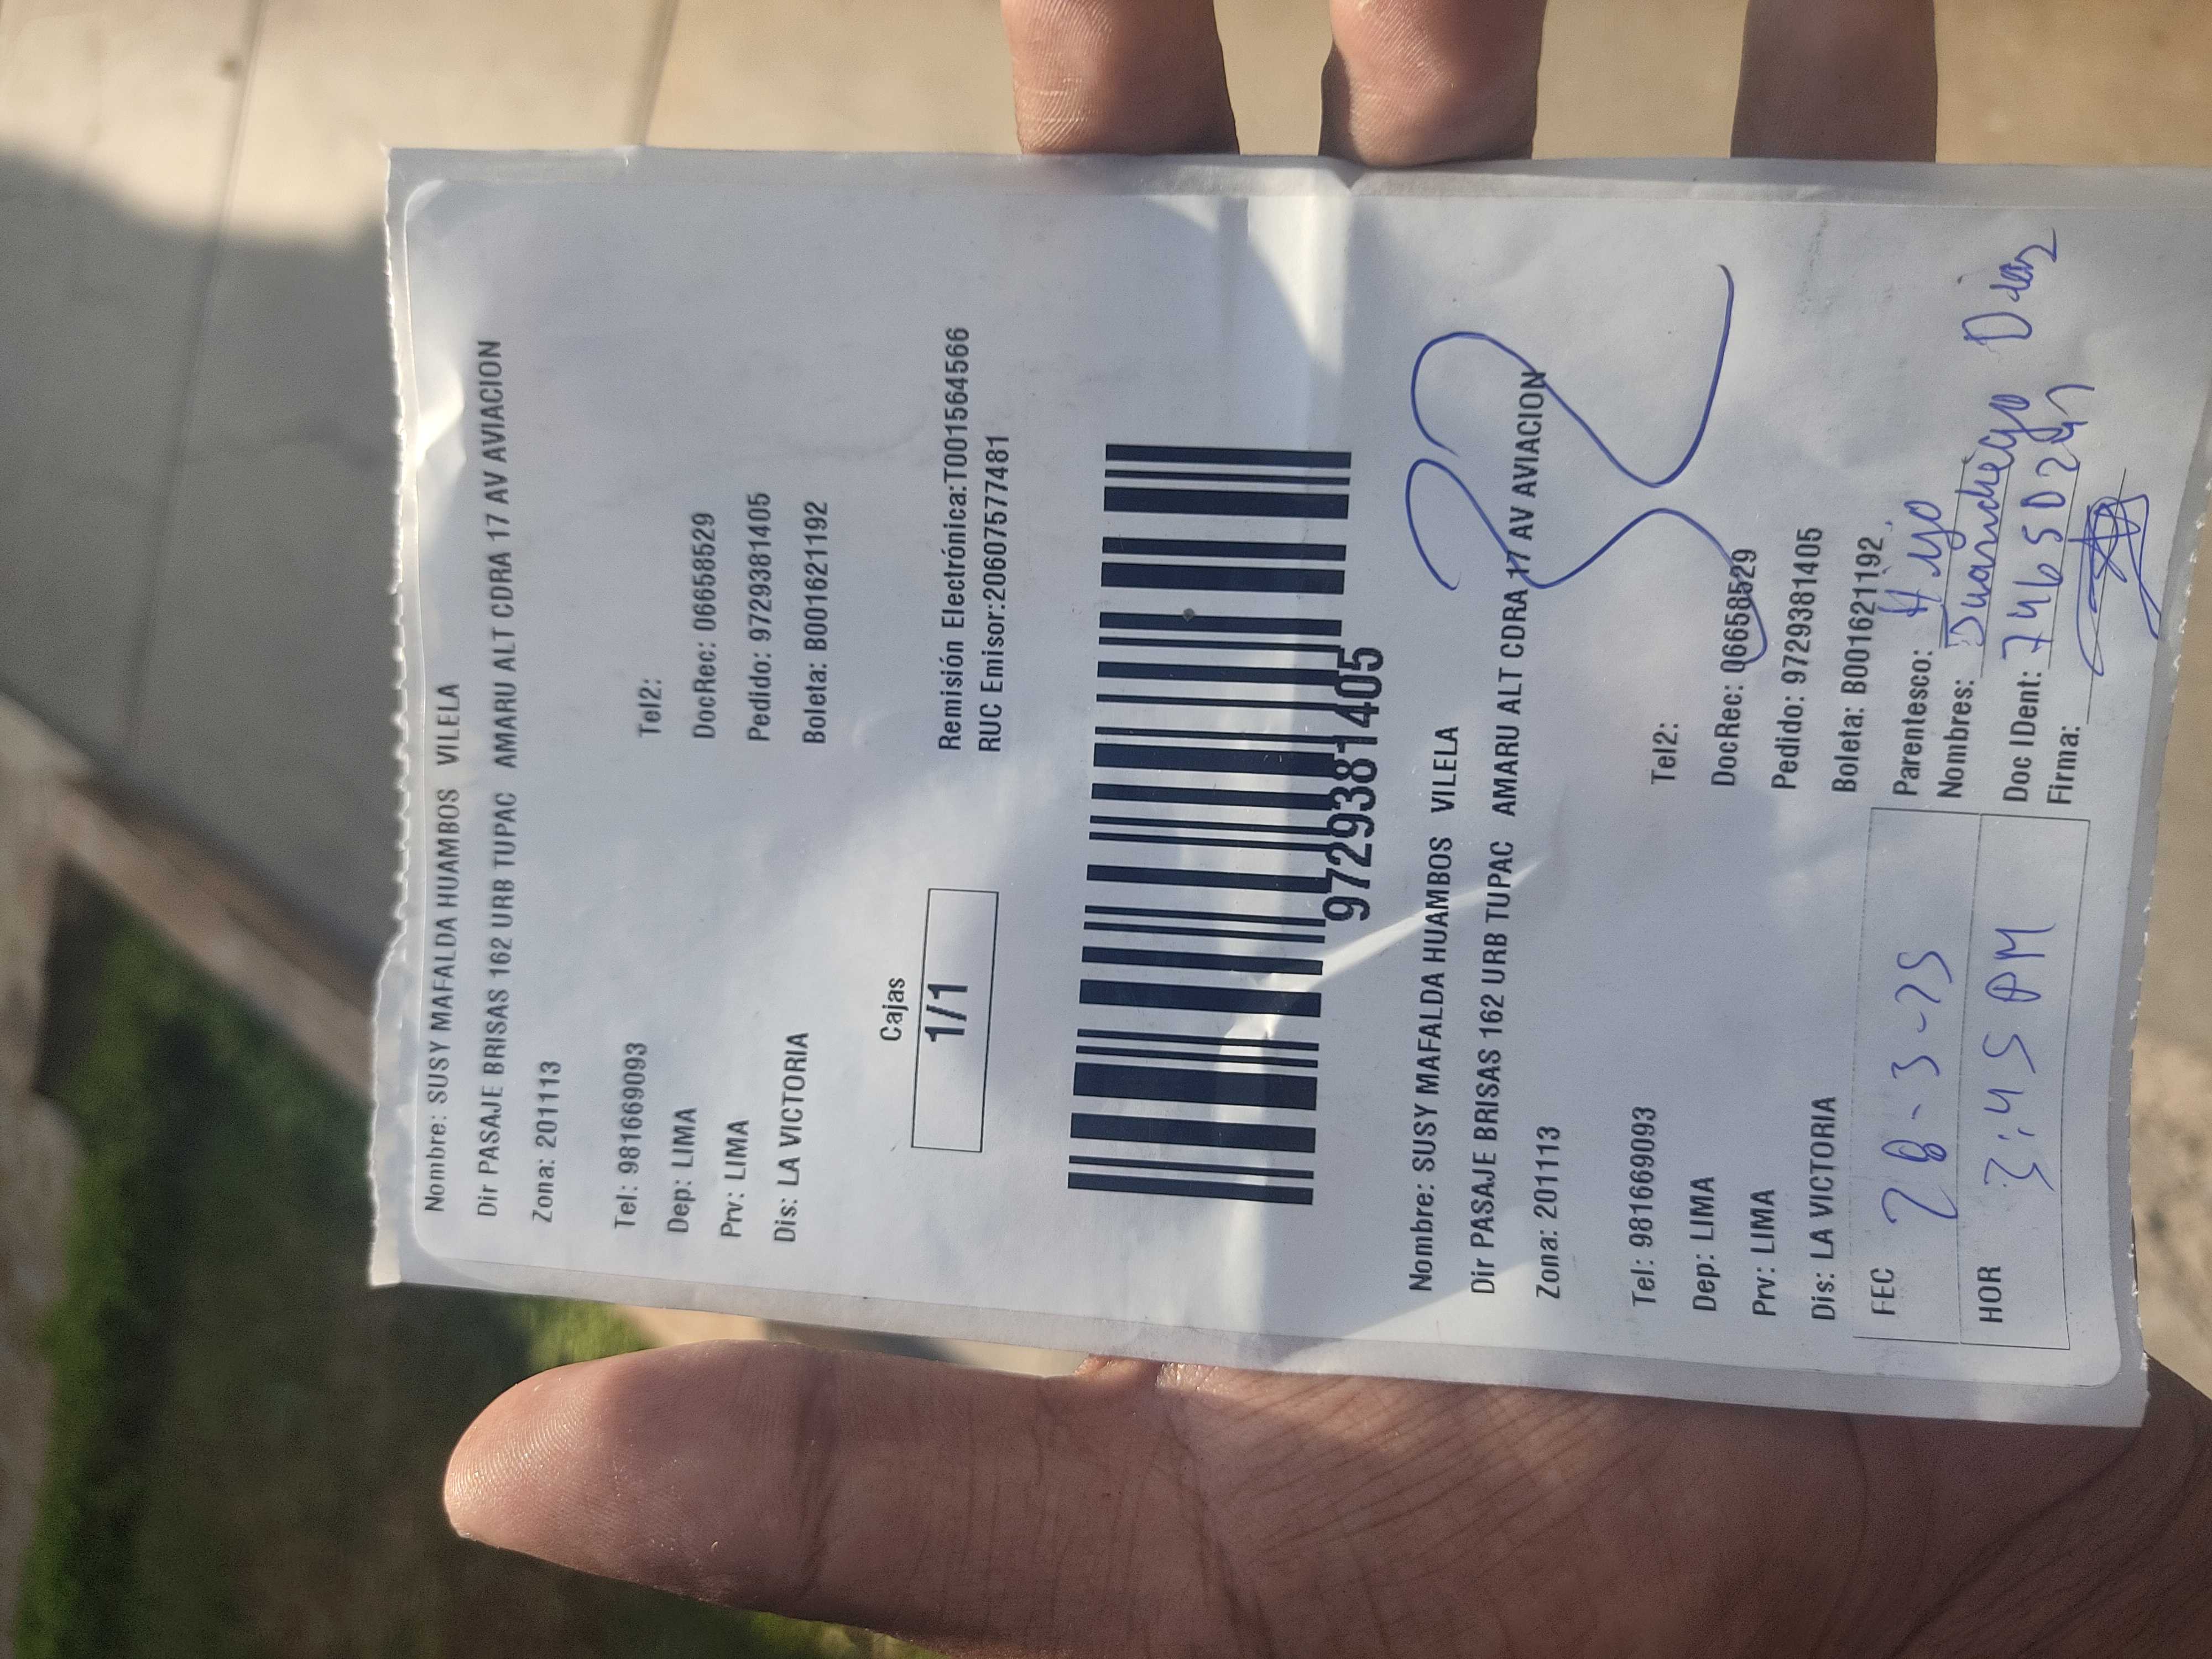 Nombre: SUSY MAFALDA HUAMBOS VILELA
Dir PASAJE BRISAS 162 URB TUPAC AMARU ALT CDRA 17 AV AVIACION
Zona: 201113
Tel: 981669093 Tel2:
Dep: LIMA DocRec: 06658529
Prv: LIMA Pedido: 9729381405
Dis: LA VICTORIA Boleta: B001621192
Cajas
1/1
Remisión Electrónica:T001564566
RUC Emisor:20607577481
9729381405
Nombre: SUSY MAFALDA HUAMBOS VILELA
Dir PASAJE BRISAS 162 URB TUPAC AMARU ALT CDRA 17 AV AVIACION
22
Zona: 201113
Tel: 981669093 Tel2:
Dep: LIMA DocRec: 06658529
Prv: LIMA Pedido: 9729381405
Dis: LA VICTORIA Boleta: B001621192
FEC 28-3-25
Parentesco: Hijo
Nombres: Juandiego Diaz
HOR 3:45 PM
Doc IDent:
Firma: